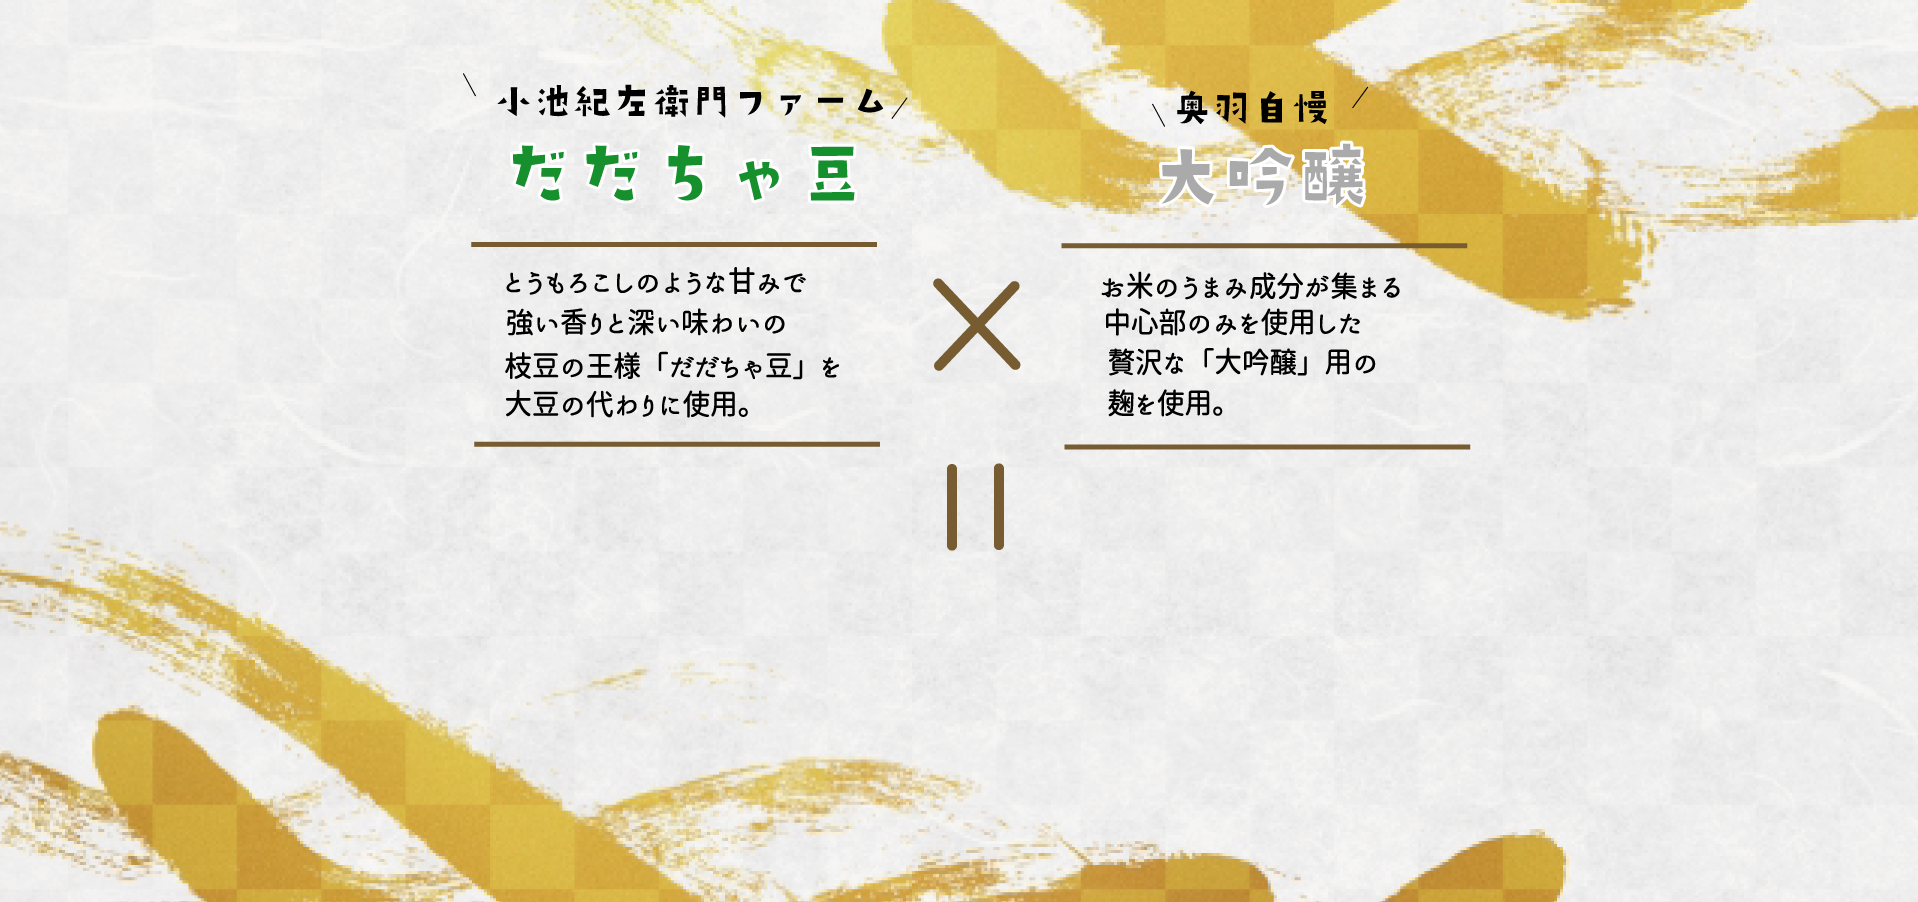 小池紀左衛門ファーム
だだちゃ豆
とうもろこしのような甘みで
強い香りと深い味わいの
枝豆の王様「だだちゃ豆」を
大豆の代わりに使用。
×
奥羽自慢
大吟醸
お米のうまみ成分が集まる
中心部のみを使用した
贅沢な「大吟醸」用の
麹を使用。